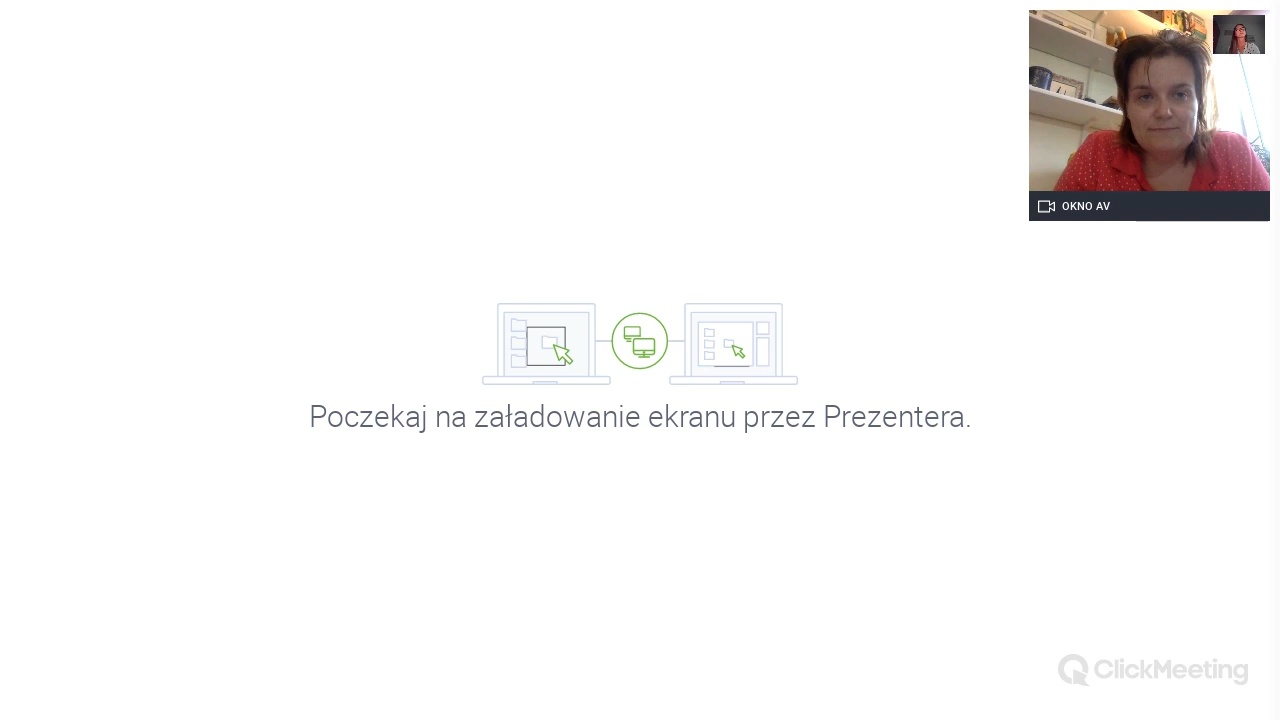 OKNO AV
Poczekaj na załadowanie ekranu przez Prezentera.
ClickMeeting